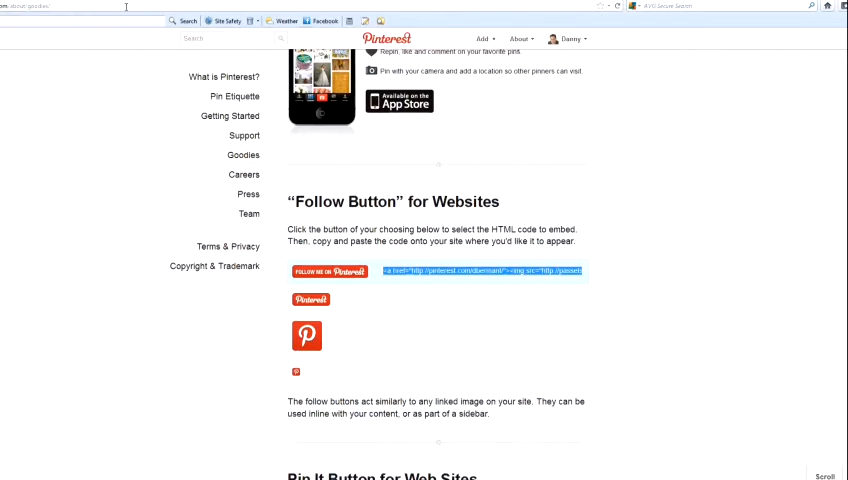 om/about-goodies/
AVG Secure Search
Search
Site Safety
Weather
Facebook
Search
Pinterest
Add
About
Danny
Repin, like and comment on your favorite pins.
Pin with your camera and add a location so other pinners can visit.
Available on the
App Store
What is Pinterest?
Pin Etiquette
Getting Started
Support
Goodies
Careers
Press
Team
Terms & Privacy
Copyright & Trademark
“Follow Button” for Websites
Click the button of your choosing below to select the HTML code to embed.
Then, copy and paste the code onto your site where you'd like it to appear.
FOLLOW ME ON Pinterest
<a href="http://pinterest.com/dbermant/"><img src="http://passets
Pinterest
The follow buttons act similarly to any linked image on your site. They can be
used inline with your content, or as part of a sidebar.
Pin It Button for Web Sites
Scroll